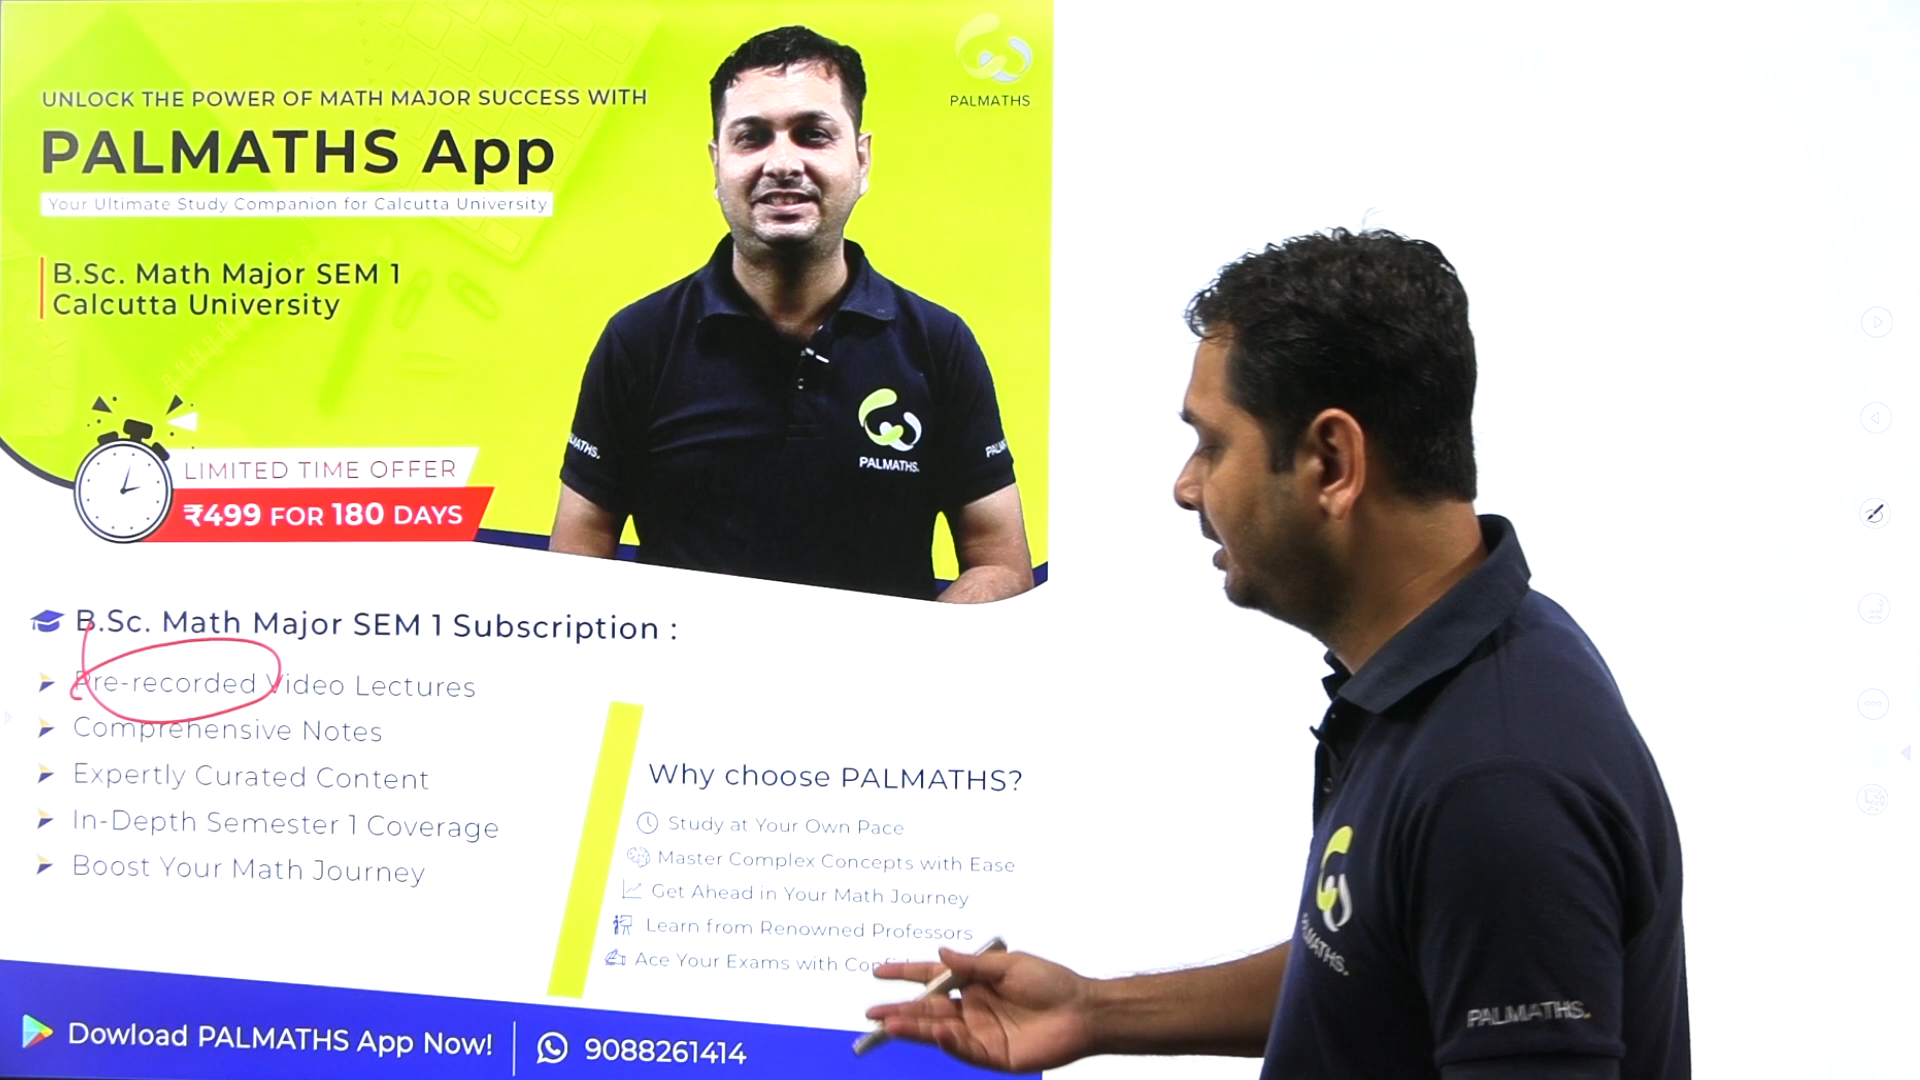 UNLOCK THE POWER OF MATH MAJOR SUCCESS WITH
PALMATHS App
Your Ultimate Study Companion for Calcutta University
PALMATHS
B.Sc. Math Major SEM 1
Calcutta University
LIMITED TIME OFFER
₹499 FOR 180 DAYS
PALMATHS.
B.Sc. Math Major SEM 1 Subscription :
Pre-recorded Video Lectures
Comprehensive Notes
Expertly Curated Content
In-Depth Semester 1 Coverage
Boost Your Math Journey
Why choose PALMATHS?
Study at Your Own Pace
Master Complex Concepts with Ease
Get Ahead in Your Math Journey
Learn from Renowned Professors
Ace Your Exams with
Dowload PALMATHS App Now!
9088261414
PALMATHS.
PALMATHS.